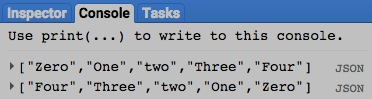 Inspector Console Tasks
Use print(...) to write to this console.
["Zero","One","two","Three","Four"] JSON
["Four","Three","two","One","Zero"] JSON